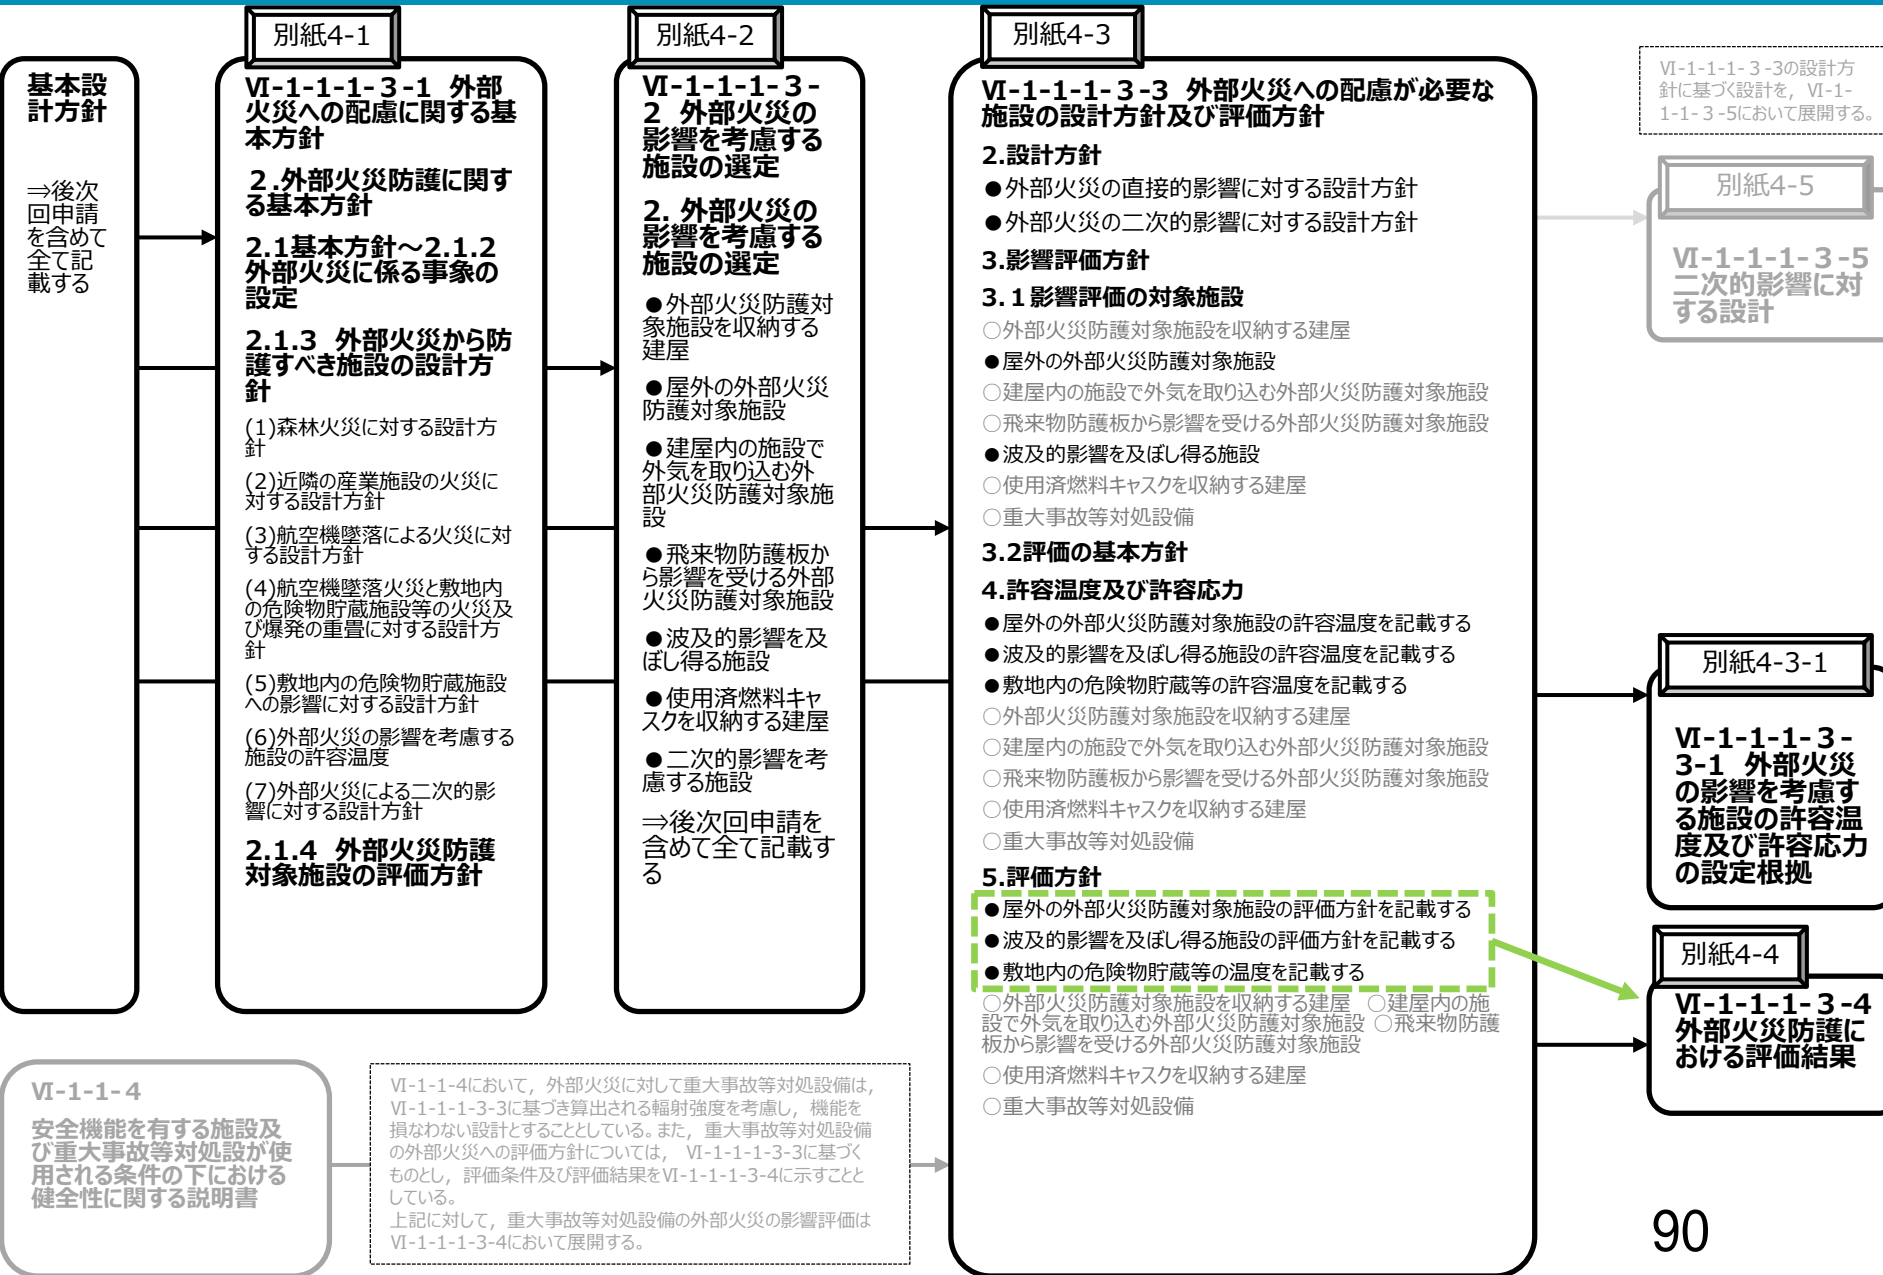 基本設
計方針
⇒後次
回申請
を含めて
全て記
載する
別紙4-1
Ⅵ-1-1-1-３-1 外部
火災への配慮に関する基
本方針
２.外部火災防護に関す
る基本方針
2.1基本方針～2.1.2
外部火災に係る事象の
設定
2.1.3 外部火災から防
護すべき施設の設計方
針
(1)森林火災に対する設計方
針
(2)近隣の産業施設の火災に
対する設計方針
(3)航空機墜落による火災に対
する設計方針
(4)航空機墜落火災と敷地内
の危険物貯蔵施設等の火災及
び爆発の重畳に対する設計方
針
(5)敷地内の危険物貯蔵施設
への影響に対する設計方針
(6)外部火災の影響を考慮する
施設の許容温度
(7)外部火災による二次的影
響に対する設計方針
2.1.4 外部火災防護
対象施設の評価方針
別紙4-2
Ⅵ-1-1-1-３-
2 外部火災の
影響を考慮する
施設の選定
2. 外部火災の
影響を考慮する
施設の選定
●外部火災防護対
象施設を収納する
建屋
●屋外の外部火災
防護対象施設
●建屋内の施設で
外気を取り込む外
部火災防護対象施
設
●飛来物防護板か
ら影響を受ける外部
火災防護対象施設
●波及的影響を及
ぼし得る施設
●使用済燃料キャ
スクを収納する建屋
●二次的影響を考
慮する施設
⇒後次回申請を
含めて全て記載す
る
別紙4-3
Ⅵ-1-1-1-３-3 外部火災への配慮が必要な
施設の設計方針及び評価方針
2.設計方針
●外部火災の直接的影響に対する設計方針
●外部火災の二次的影響に対する設計方針
3.影響評価方針
3.１影響評価の対象施設
○外部火災防護対象施設を収納する建屋
●屋外の外部火災防護対象施設
○建屋内の施設で外気を取り込む外部火災防護対象施設
○飛来物防護板から影響を受ける外部火災防護対象施設
●波及的影響を及ぼし得る施設
○使用済燃料キャスクを収納する建屋
○重大事故等対処設備
3.2評価の基本方針
4.許容温度及び許容応力
●屋外の外部火災防護対象施設の許容温度を記載する
●波及的影響を及ぼし得る施設の許容温度を記載する
●敷地内の危険物貯蔵等の許容温度を記載する
○外部火災防護対象施設を収納する建屋
○建屋内の施設で外気を取り込む外部火災防護対象施設
○飛来物防護板から影響を受ける外部火災防護対象施設
○使用済燃料キャスクを収納する建屋
○重大事故等対処設備
5.評価方針
●屋外の外部火災防護対象施設の評価方針を記載する
●波及的影響を及ぼし得る施設の評価方針を記載する
●敷地内の危険物貯蔵等の温度を記載する
○外部火災防護対象施設を収納する建屋 ○建屋内の施
設で外気を取り込む外部火災防護対象施設 ○飛来物防護
板から影響を受ける外部火災防護対象施設
○使用済燃料キャスクを収納する建屋
○重大事故等対処設備
Ⅵ-1-1-1-３-3の設計方
針に基づく設計を，Ⅵ-1-
1-1-３-5において展開する。
別紙4-5
Ⅵ-1-1-1-３-5
二次的影響に対
する設計
別紙4-3-1
Ⅵ-1-1-1-３-
3-1 外部火災
の影響を考慮す
る施設の許容温
度及び許容応力
の設定根拠
別紙4-4
Ⅵ-1-1-1-３-4
外部火災防護に
おける評価結果
Ⅵ-1-1-４
安全機能を有する施設及
び重大事故等対処設が使
用される条件の下における
健全性に関する説明書
Ⅵ-1-1-4において，外部火災に対して重大事故等対処設備は，
Ⅵ-1-1-1-3-3に基づき算出される輻射強度を考慮し，機能を
損なわない設計とすることとしている。また，重大事故等対処設備
の外部火災への評価方針については， Ⅵ-1-1-1-3-3に基づく
ものとし，評価条件及び評価結果をⅥ-1-1-1-3-4に示すことと
している。
上記に対して，重大事故等対処設備の外部火災の影響評価は
Ⅵ-1-1-1-3-4において展開する。
90